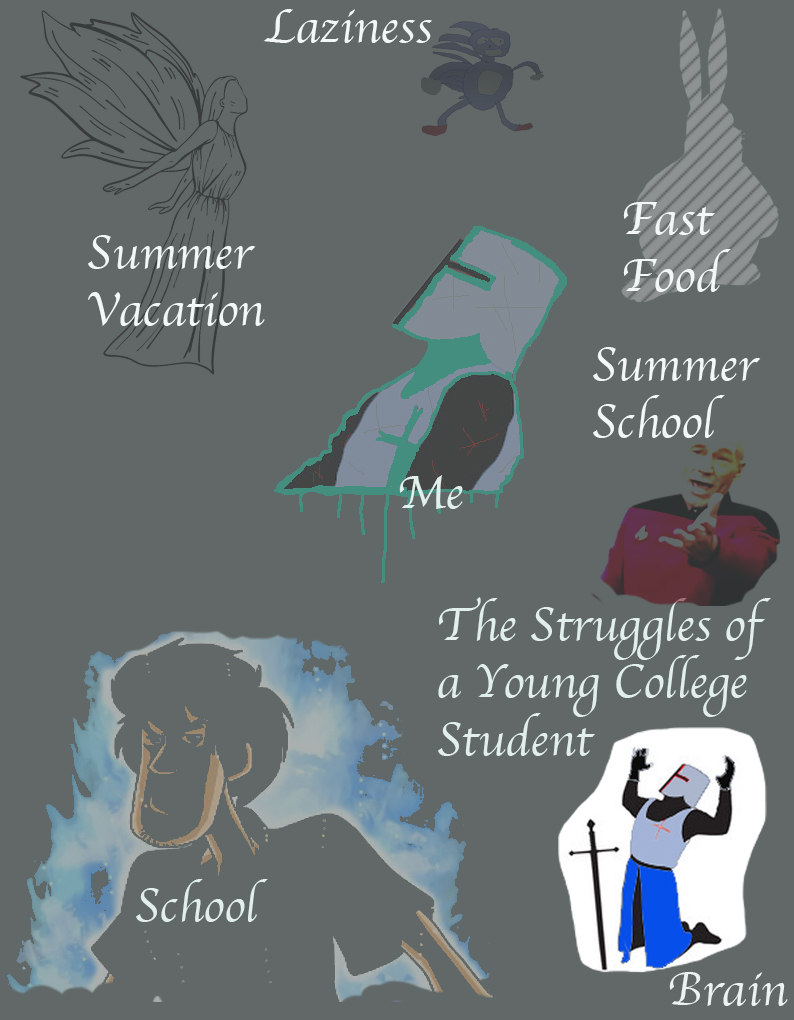 Laziness
Fast
Food
Summer
Vacation
Summer
School
Me
The Struggles of
a Young College
Student
School
Brain